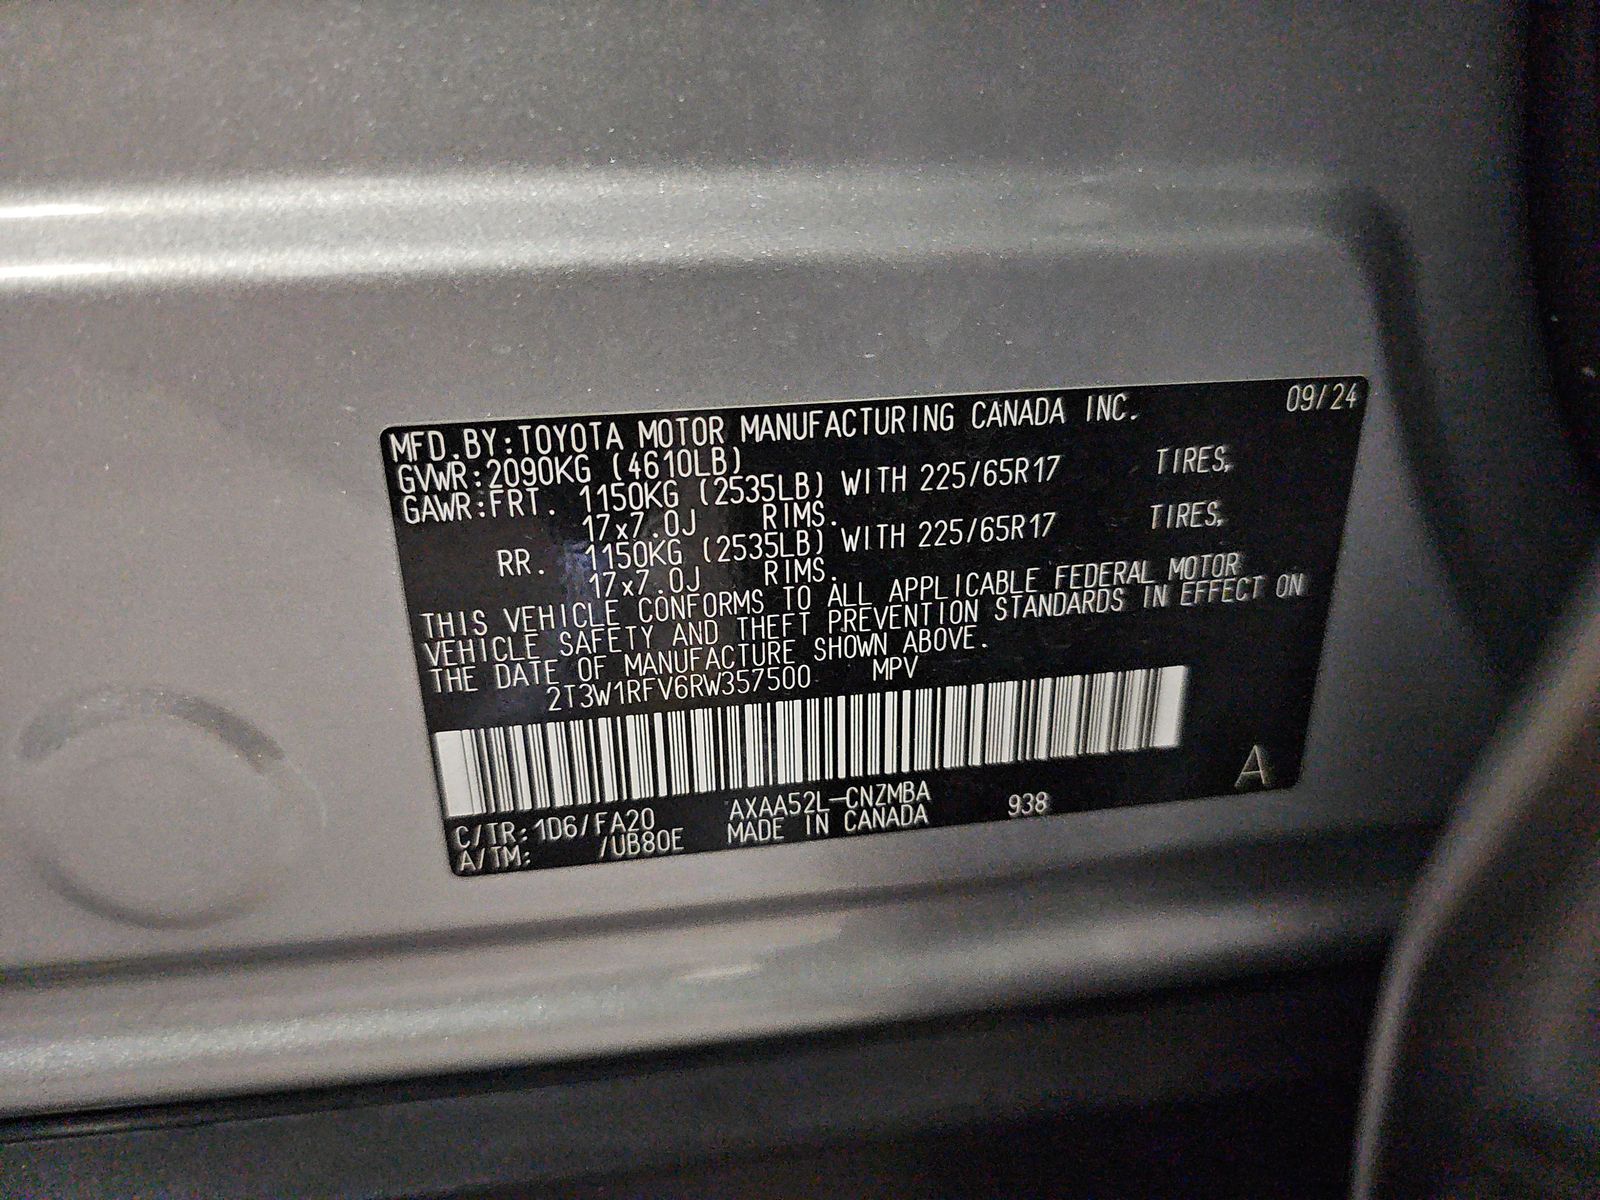 09/24
MFD.BY:TOYOTA MOTOR MANUFACTURING CANADA INC.
GVWR:2090KG (4610LB)
GAWR:FRT. 1150KG (2535LB) WITH 225/65R17 TIRES,
17x7.0J RIMS.
RR. 1150KG (2535LB) WITH 225/65R17 TIRES,
17x7.0J RIMS.
THIS VEHICLE CONFORMS TO ALL APPLICABLE FEDERAL MOTOR
VEHICLE SAFETY AND THEFT PREVENTION STANDARDS IN EFFECT ON
THE DATE OF MANUFACTURE SHOWN ABOVE.
2T3W1RFV6RW357500 MPV
C/TR:1D6/FA20 AXAA52L-CNZMBA 938 A
A/TM: /UB80E MADE IN CANADA